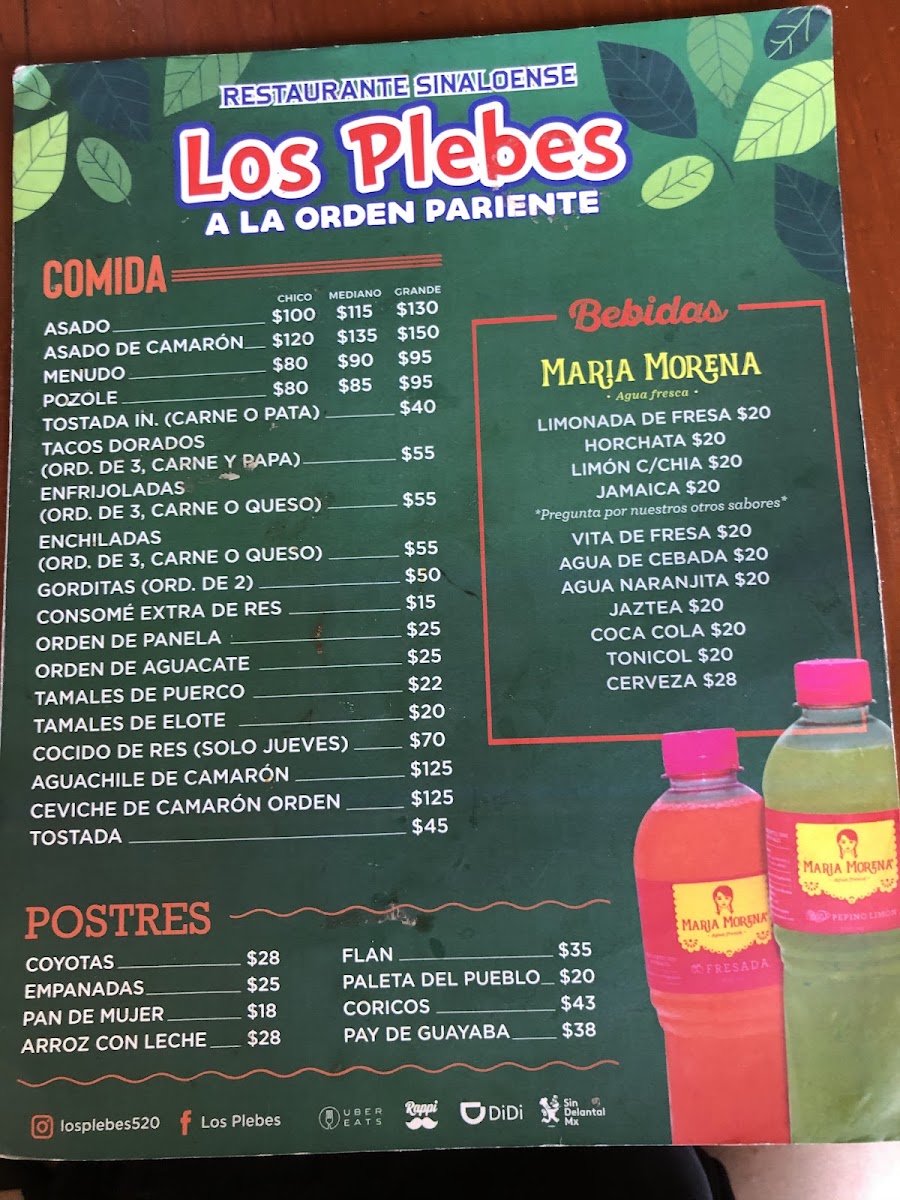 RESTAURANTE SINALOENSE
Los Plebes
A LA ORDEN PARIENTE
COMIDA
CHICO MEDIANO GRANDE
ASADO $100 $115 $130
ASADO DE CAMARÓN $120 $135 $150
MENUDO $80 $90 $95
POZOLE $80 $85 $95
TOSTADA IN. (CARNE O PATA) $40
TACOS DORADOS
(ORD. DE 3, CARNE Y PAPA) $55
ENFRIJOLADAS
(ORD. DE 3, CARNE O QUESO) $55
ENCHILADAS
(ORD. DE 3, CARNE O QUESO) $55
GORDITAS (ORD. DE 2) $50
CONSOMÉ EXTRA DE RES $15
ORDEN DE PANELA $25
ORDEN DE AGUACATE $25
TAMALES DE PUERCO $22
TAMALES DE ELOTE $20
COCIDO DE RES (SOLO JUEVES) $70
AGUACHILE DE CAMARÓN $125
CEVICHE DE CAMARÓN ORDEN $125
TOSTADA $45
Bebidas
MARIA MORENA
• Agua fresca •
LIMONADA DE FRESA $20
HORCHATA $20
LIMÓN C/CHIA $20
JAMAICA $20
*Pregunta por nuestros otros sabores*
VITA DE FRESA $20
AGUA DE CEBADA $20
AGUA NARANJITA $20
JAZTEA $20
COCA COLA $20
TONICOL $20
CERVEZA $28
MARIA MORENA
Agua Fresca
PEPINO LIMÓN
MARIA MORENA
Agua Fresca
FRESADA
POSTRES
COYOTAS $28
EMPANADAS $25
PAN DE MUJER $18
ARROZ CON LECHE $28
FLAN $35
PALETA DEL PUEBLO $20
CORICOS $43
PAY DE GUAYABA $38
losplebes520
Los Plebes
UBER
EATS
Rappi
DiDi
Sin
Delantal
Mx